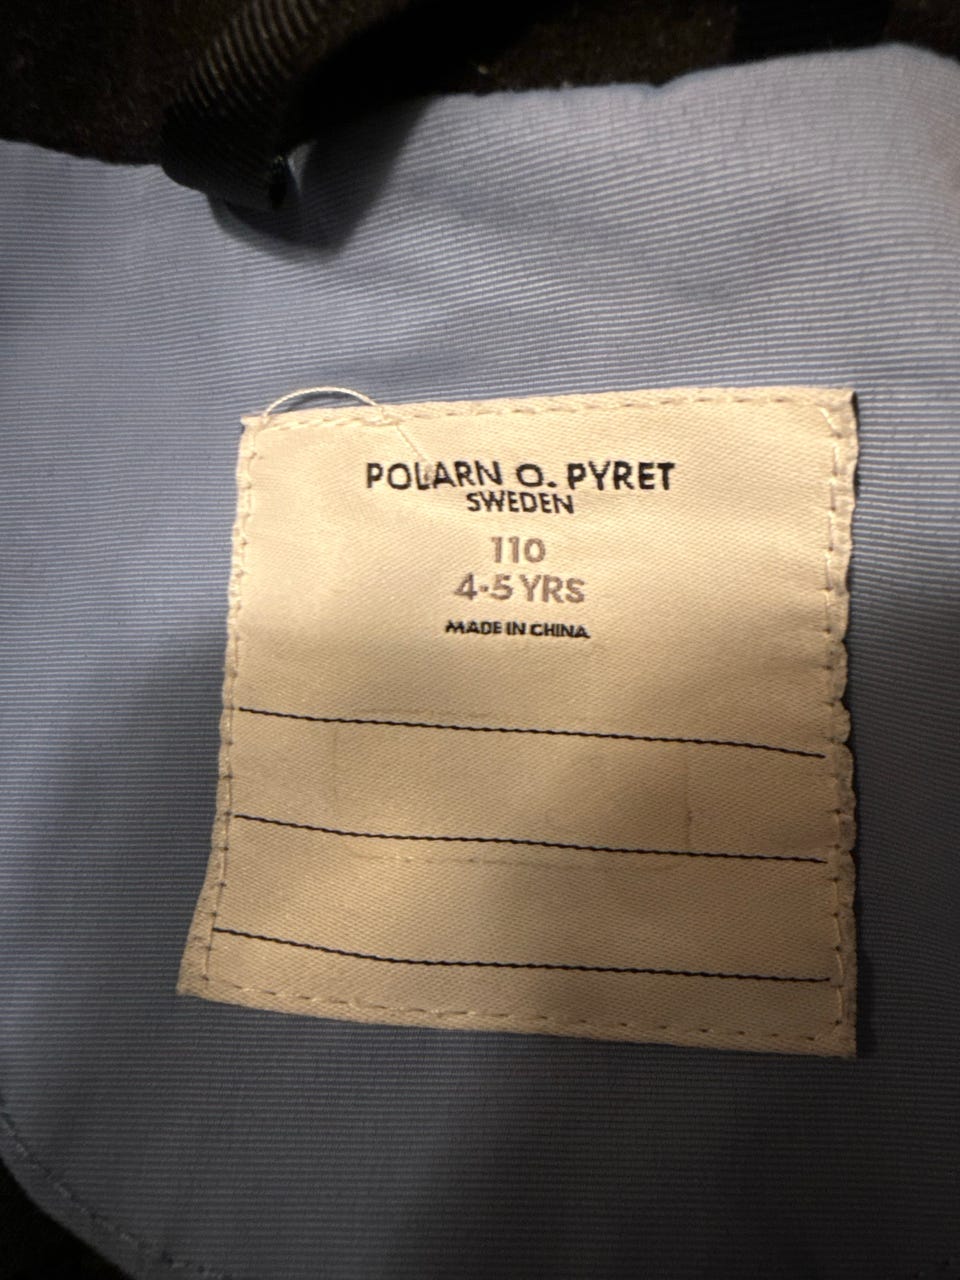 POLARN O. PYRET
SWEDEN
110
4-5 YRS
MADE IN CHINA